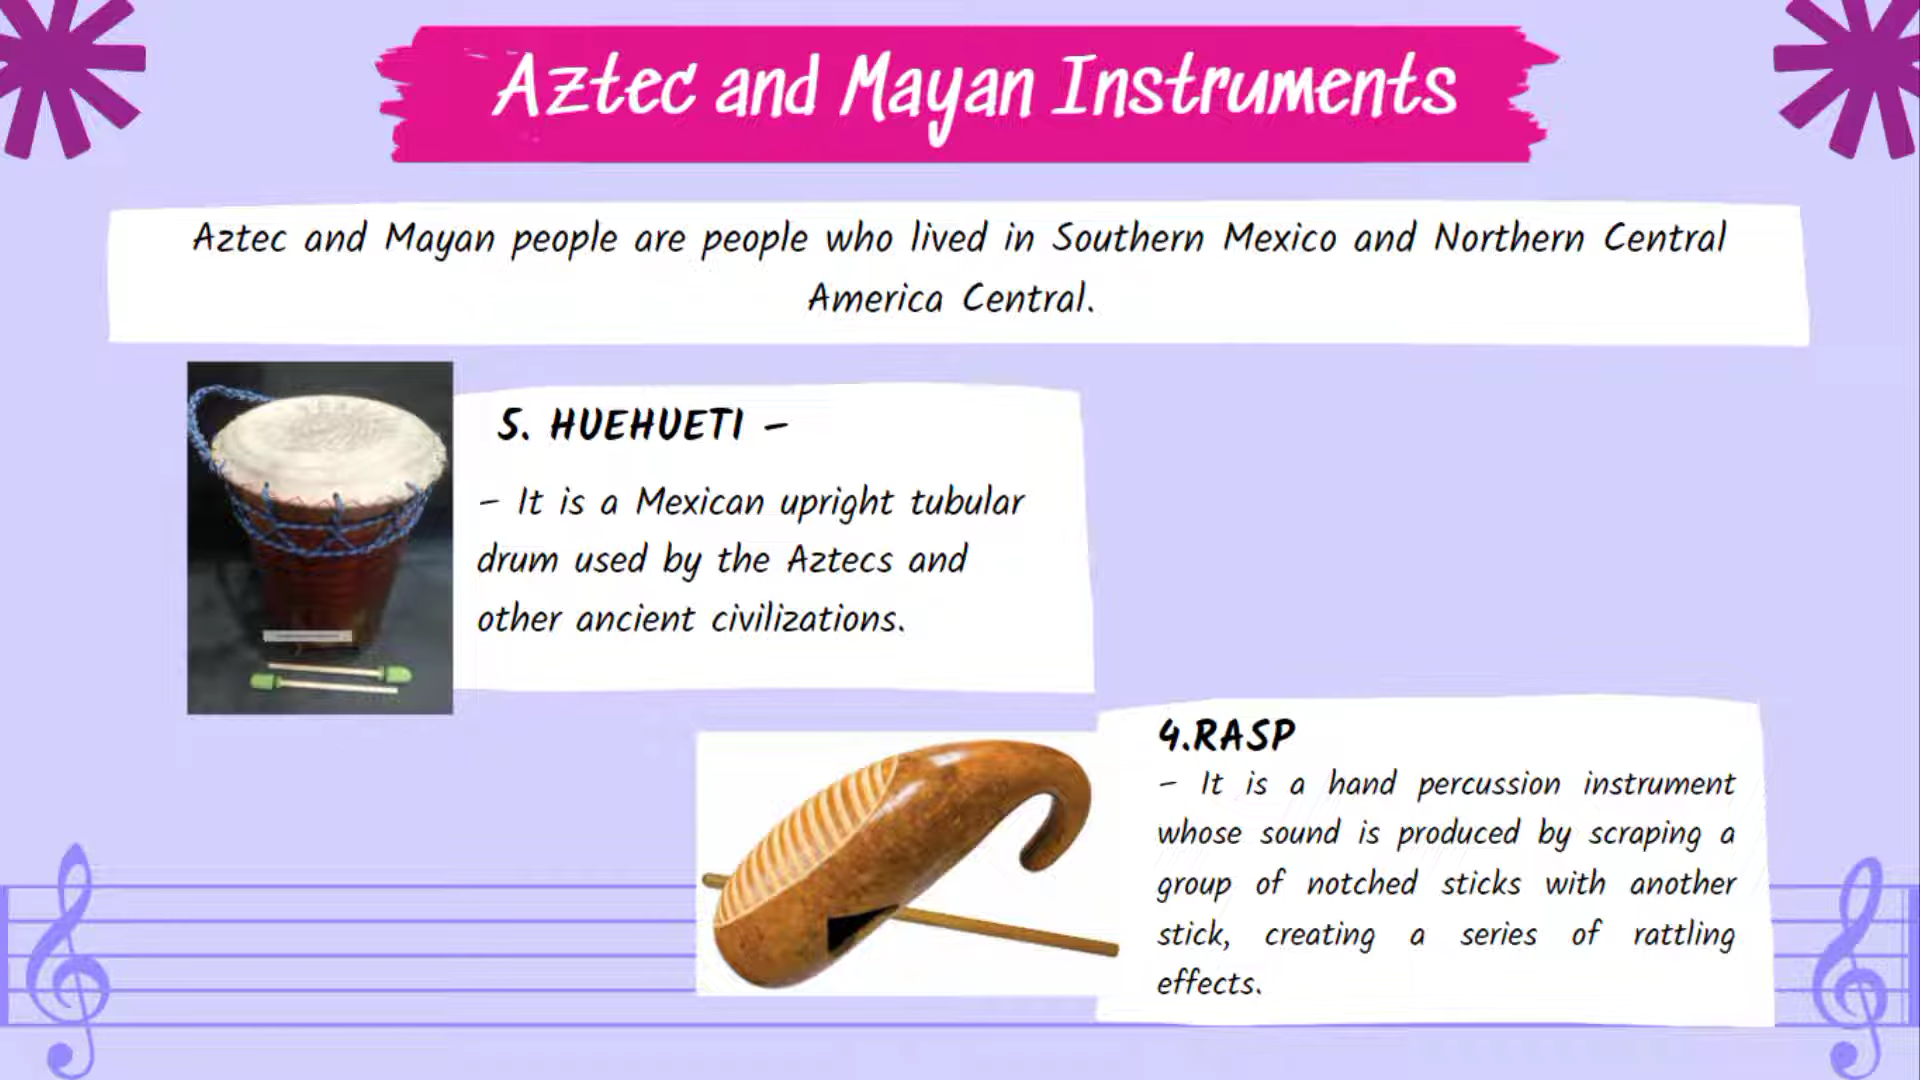 Aztec and Mayan Instruments
Aztec and Mayan people are people who lived in Southern Mexico and Northern Central
America Central.
5. HUEHUETI –
– It is a Mexican upright tubular
drum used by the Aztecs and
other ancient civilizations.
4.RASP
– It is a hand percussion instrument
whose sound is produced by scraping a
group of notched sticks with another
stick, creating a series of rattling
effects.